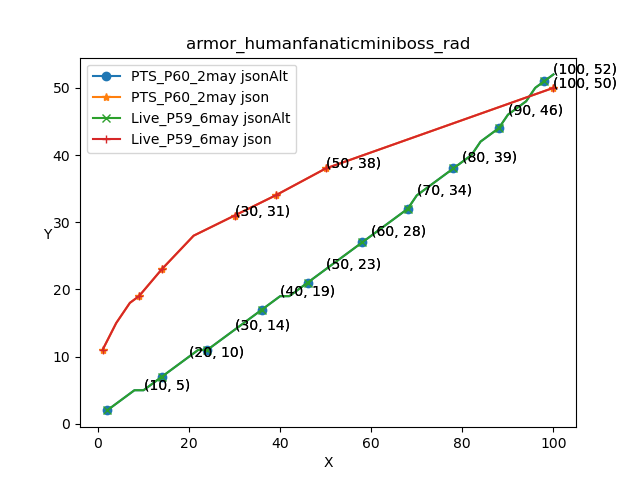 armor_humanfanaticminiboss_rad
PTS_P60_2may jsonAlt
PTS_P60_2may json
Live_P59_6may jsonAlt
Live_P59_6may json
(100, 52)
(100, 50)
(90, 46)
(50, 38)
(80, 39)
(70, 34)
(30, 31)
(60, 28)
(50, 23)
(40, 19)
(30, 14)
(20, 10)
(10, 5)
Y
50
40
30
20
10
0
0 20 40 60 80 100
X